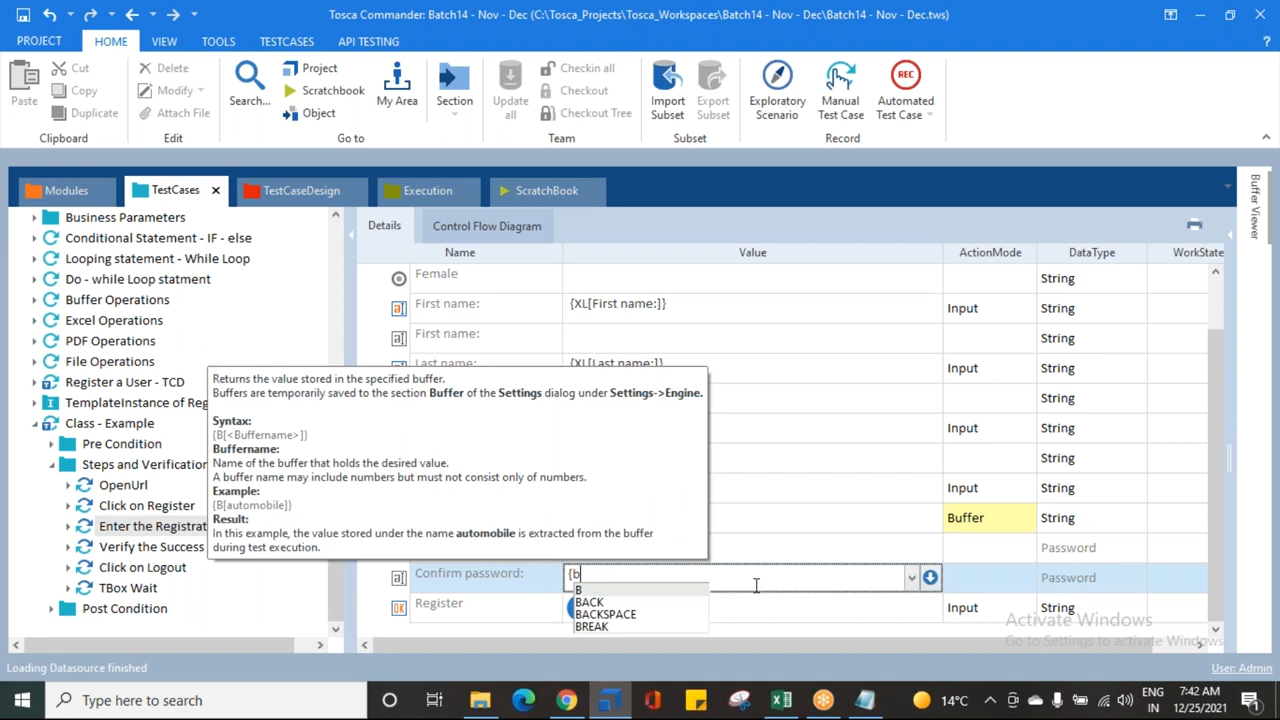 Tosca Commander: Batch14 - Nov - Dec (C:\Tosca_Projects\Tosca_Workspaces\Batch14 - Nov - Dec\Batch14 - Nov - Dec.tws)
PROJECT HOME VIEW TOOLS TESTCASES API TESTING ?
Paste
Cut
Copy
Duplicate
Clipboard
Delete
Modify
Attach File
Edit
Search...
Project
Scratchbook
Object
My Area
Section
Go to
Update all
Checkin all
Checkout
Checkout Tree
Team
Import Subset
Export Subset
Subset
Exploratory Scenario
Manual Test Case
REC
Automated Test Case
Record
Modules TestCases TestCaseDesign Execution ScratchBook
Buffer Viewer
Business Parameters
Conditional Statement - IF - else
Looping statement - While Loop
Do - while Loop statment
Buffer Operations
Excel Operations
PDF Operations
File Operations
Register a User - TCD
TemplateInstance of Reg
Class - Example
Pre Condition
Steps and Verification
OpenUrl
Click on Register
Enter the Registrat
Verify the Success
Click on Logout
TBox Wait
Post Condition
Details Control Flow Diagram
Name Value ActionMode DataType WorkState
Female String
First name: {XL[First name:]} Input String
First name: String
Last name: {XL[Last name:]} Input String
String
Input String
String
Input String
Buffer String
Password
Confirm password: {b Password
Register Input String
Returns the value stored in the specified buffer.
Buffers are temporarily saved to the section Buffer of the Settings dialog under Settings->Engine.
Syntax:
{B[<Buffername>]}
Buffername:
Name of the buffer that holds the desired value.
A buffer name may include numbers but must not consist only of numbers.
Example:
{B[automobile]}
Result:
In this example, the value stored under the name automobile is extracted from the buffer
during test execution.
B
BACK
BACKSPACE
BREAK
Activate Windows
Go to Settings to activate Windows.
Loading Datasource finished User: Admin
Type here to search
14°C
ENG
IN
7:42 AM
12/25/2021
1